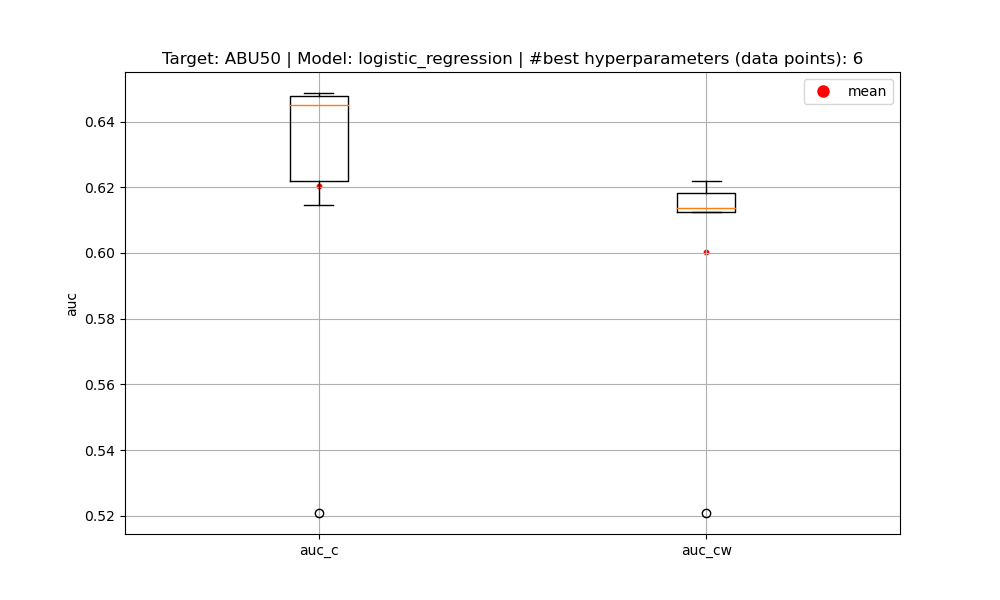 Target: ABU50 | Model: logistic_regression | #best hyperparameters (data points): 6
mean
0.64
0.62
0.60
0.58
0.56
0.54
0.52
auc
auc_c
auc_cw